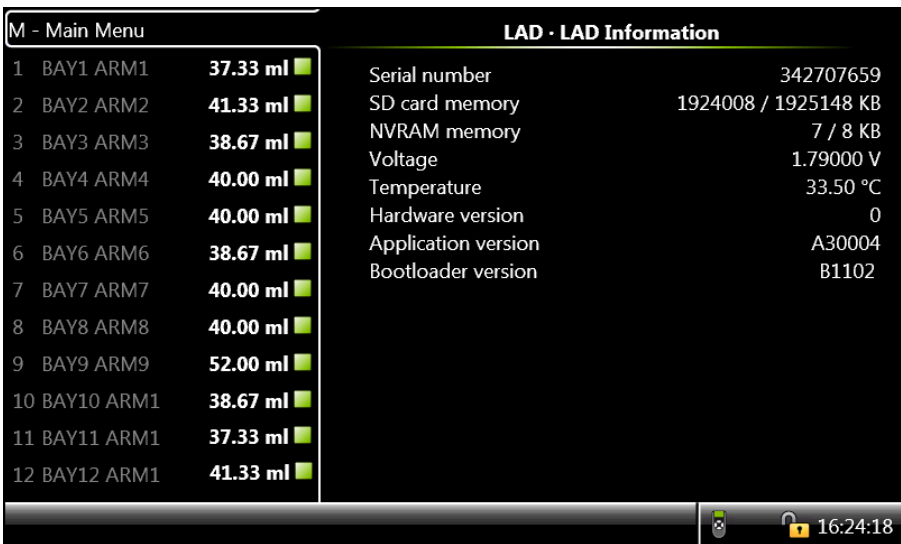 M - Main Menu
1 BAY1 ARM1 37.33 ml
2 BAY2 ARM2 41.33 ml
3 BAY3 ARM3 38.67 ml
4 BAY4 ARM4 40.00 ml
5 BAY5 ARM5 40.00 ml
6 BAY6 ARM6 38.67 ml
7 BAY7 ARM7 40.00 ml
8 BAY8 ARM8 40.00 ml
9 BAY9 ARM9 52.00 ml
10 BAY10 ARM1 38.67 ml
11 BAY11 ARM1 37.33 ml
12 BAY12 ARM1 41.33 ml
LAD · LAD Information
Serial number 342707659
SD card memory 1924008 / 1925148 KB
NVRAM memory 7 / 8 KB
Voltage 1.79000 V
Temperature 33.50 °C
Hardware version 0
Application version A30004
Bootloader version B1102
16:24:18